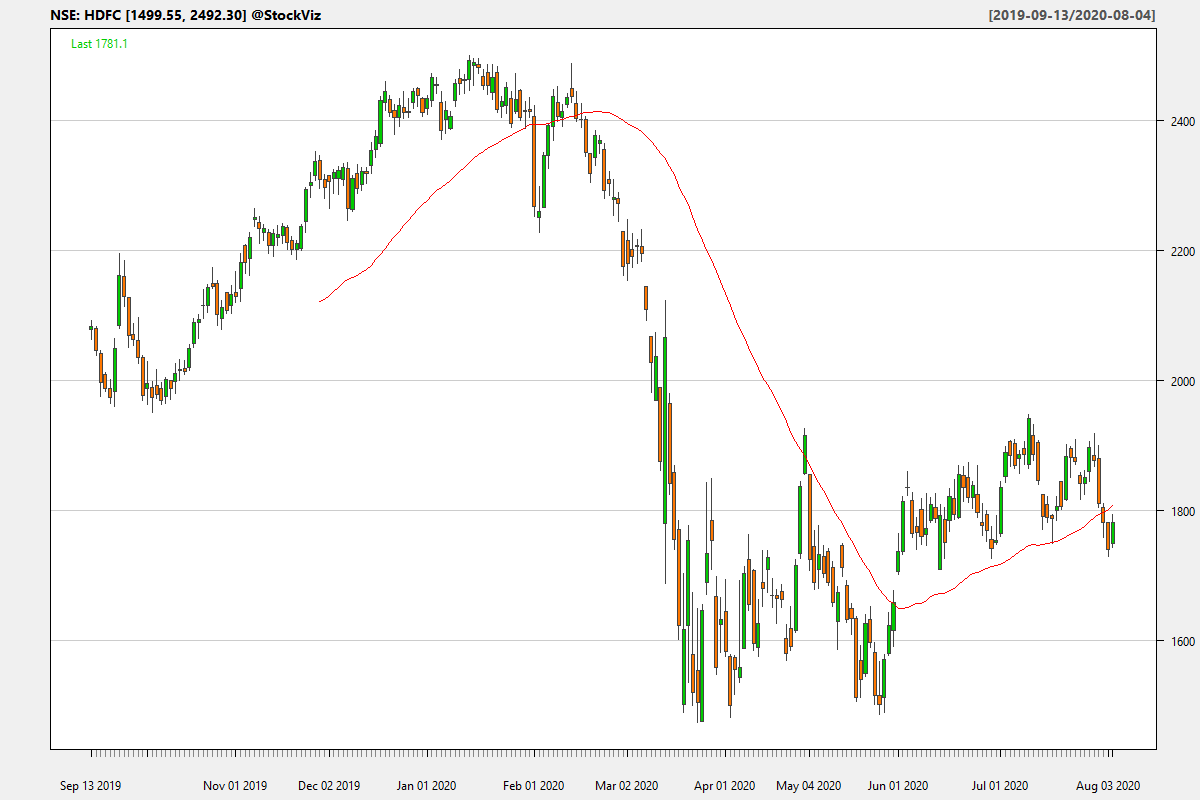 NSE: HDFC [1499.55, 2492.30] @StockViz
[2019-09-13/2020-08-04]
Last 1781.1
2400
2200
2000
1800
1600
Sep 13 2019
Nov 01 2019
Dec 02 2019
Jan 01 2020
Feb 01 2020
Mar 02 2020
Apr 01 2020
May 04 2020
Jun 01 2020
Jul 01 2020
Aug 03 2020